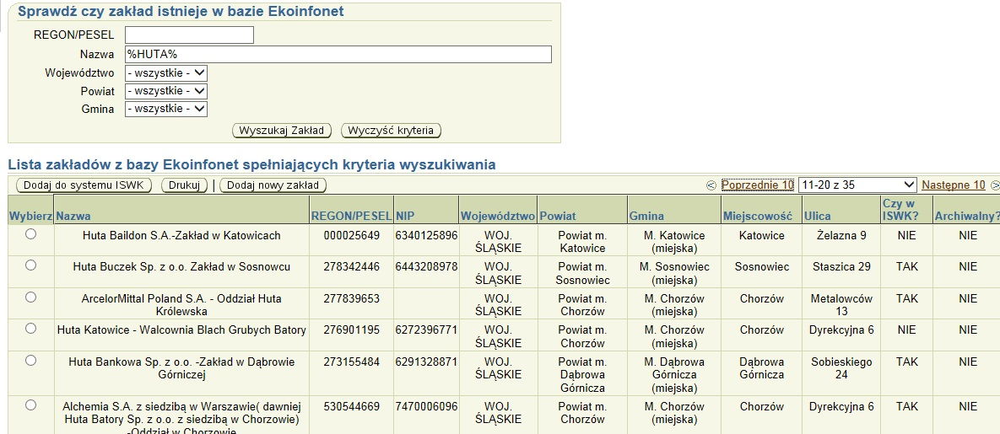 Sprawdź czy zakład istnieje w bazie Ekoinfonet
REGON/PESEL
Nazwa %HUTA%
Województwo - wszystkie -
Powiat - wszystkie -
Gmina - wszystkie -
Wyszukaj Zakład Wyczyść kryteria
Lista zakładów z bazy Ekoinfonet spełniających kryteria wyszukiwania
Dodaj do systemu ISWK Drukuj | Dodaj nowy zakład Poprzednie 10 11-20 z 35 Następne 10
Wybierz Nazwa REGON/PESEL NIP Województwo Powiat Gmina Miejscowość Ulica Czy w ISWK? Archiwalny?
Huta Baildon S.A.-Zakład w Katowicach 000025649 6340125896 WOJ. ŚLĄSKIE Powiat m. Katowice M. Katowice (miejska) Katowice Żelazna 9 NIE NIE
Huta Buczek Sp. z o.o. Zakład w Sosnowcu 278342446 6443208978 WOJ. ŚLĄSKIE Powiat m. Sosnowiec M. Sosnowiec (miejska) Sosnowiec Staszica 29 TAK NIE
ArcelorMittal Poland S.A. - Oddział Huta Królewska 277839653 WOJ. ŚLĄSKIE Powiat m. Chorzów M. Chorzów (miejska) Chorzów Metalowców 13 TAK NIE
Huta Katowice - Walcownia Blach Grubych Batory 276901195 6272396771 WOJ. ŚLĄSKIE Powiat m. Chorzów M. Chorzów (miejska) Chorzów Dyrekcyjna 6 NIE NIE
Huta Bankowa Sp. z o.o. -Zakład w Dąbrowie Górniczej 273155484 6291328871 WOJ. ŚLĄSKIE Powiat m. Dąbrowa Górnicza M. Dąbrowa Górnicza (miejska) Dąbrowa Górnicza Sobieskiego 24 TAK NIE
Alchemia S.A. z siedzibą w Warszawie( dawniej Huta Batory Sp. z o.o. z siedzibą w Chorzowie) -Oddział w Chorzowie 530544669 7470006096 WOJ. ŚLĄSKIE Powiat m. Chorzów M. Chorzów (miejska) Chorzów Dyrekcyjna 6 TAK NIE